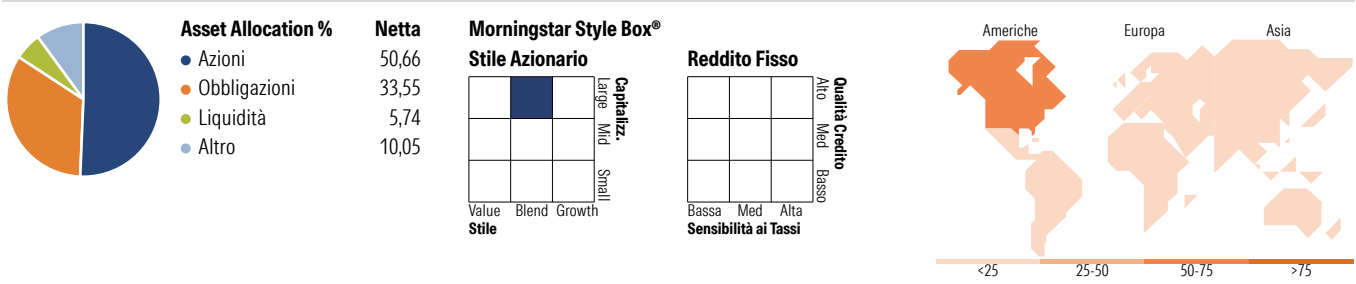 Asset Allocation % Netta
Azioni 50,66
Obbligazioni 33,55
Liquidità 5,74
Altro 10,05
Morningstar Style Box®
Stile Azionario
Large Mid Small
Capitalizz.
Value Blend Growth
Stile
Reddito Fisso
Alto Med Basso
Qualità Credito
Bassa Med Alta
Sensibilità ai Tassi
Americhe Europa Asia
<25 25-50 50-75 >75